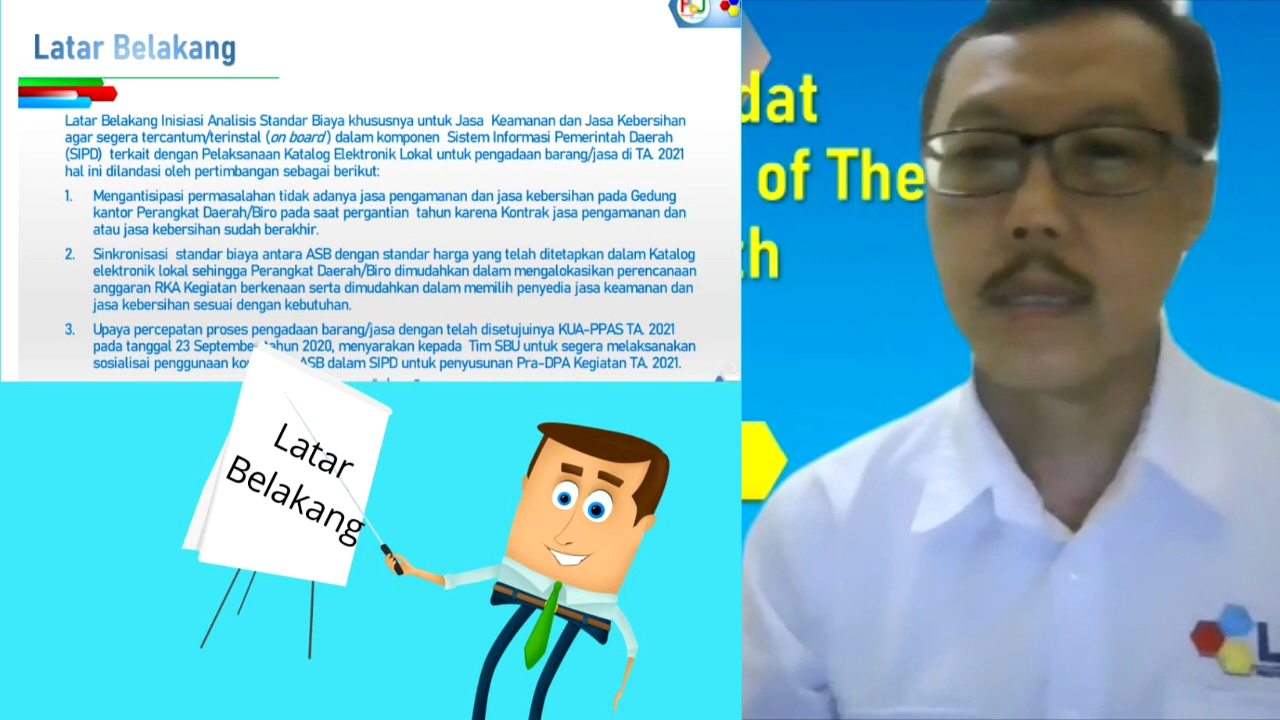 Latar Belakang
Latar Belakang Inisiasi Analisis Standar Biaya khususnya untuk Jasa Keamanan dan Jasa Kebersihan
agar segera tercantum/terinstal (on board) dalam komponen Sistem Informasi Pemerintah Daerah
(SIPD) terkait dengan Pelaksanaan Katalog Elektronik Lokal untuk pengadaan barang/jasa di TA. 2021
hal ini dilandasi oleh pertimbangan sebagai berikut:
1. Mengantisipasi permasalahan tidak adanya jasa pengamanan dan jasa kebersihan pada Gedung
kantor Perangkat Daerah/Biro pada saat pergantian tahun karena Kontrak jasa pengamanan dan
atau jasa kebersihan sudah berakhir.
2. Sinkronisasi standar biaya antara ASB dengan standar harga yang telah ditetapkan dalam Katalog
elektronik lokal sehingga Perangkat Daerah/Biro dimudahkan dalam mengalokasikan perencanaan
anggaran RKA Kegiatan berkenaan serta dimudahkan dalam memilih penyedia jasa keamanan dan
jasa kebersihan sesuai dengan kebutuhan.
3. Upaya percepatan proses pengadaan barang/jasa dengan telah disetujuinya KUA-PPAS TA. 2021
pada tanggal 23 September tahun 2020, menyarakan kepada Tim SBU untuk segera melaksanakan
sosialisai penggunaan ASB dalam SIPD untuk penyusunan Pra-DPA Kegiatan TA. 2021.
Latar
Belakang
dat
of The
th